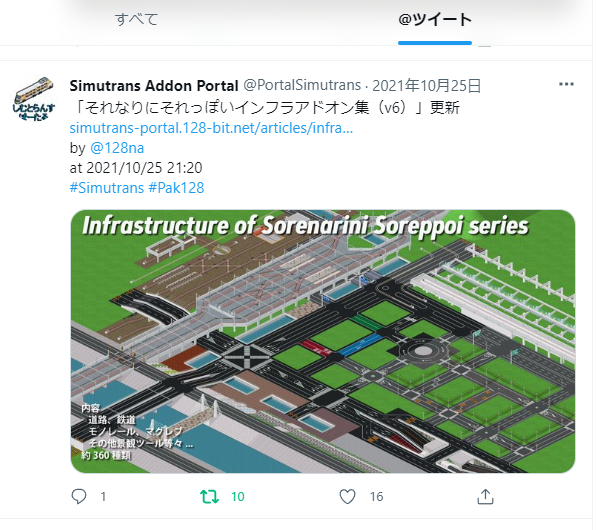 すべて
@ツイート
Simutrans Addon Portal @PortalSimutrans · 2021年10月25日
「それなりにそれっぽいインフラアドオン集（v6）」更新
simutrans-portal.128-bit.net/articles/infra…
by @128na
at 2021/10/25 21:20
#Simutrans #Pak128
しむとらんす
ぽーたる
Infrastructure of Sorenarini Soreppoi series
内容
道路、鉄道
モノレール、マグレブ
その他景観ツール等々 ...
約 360 種類
1
10
16